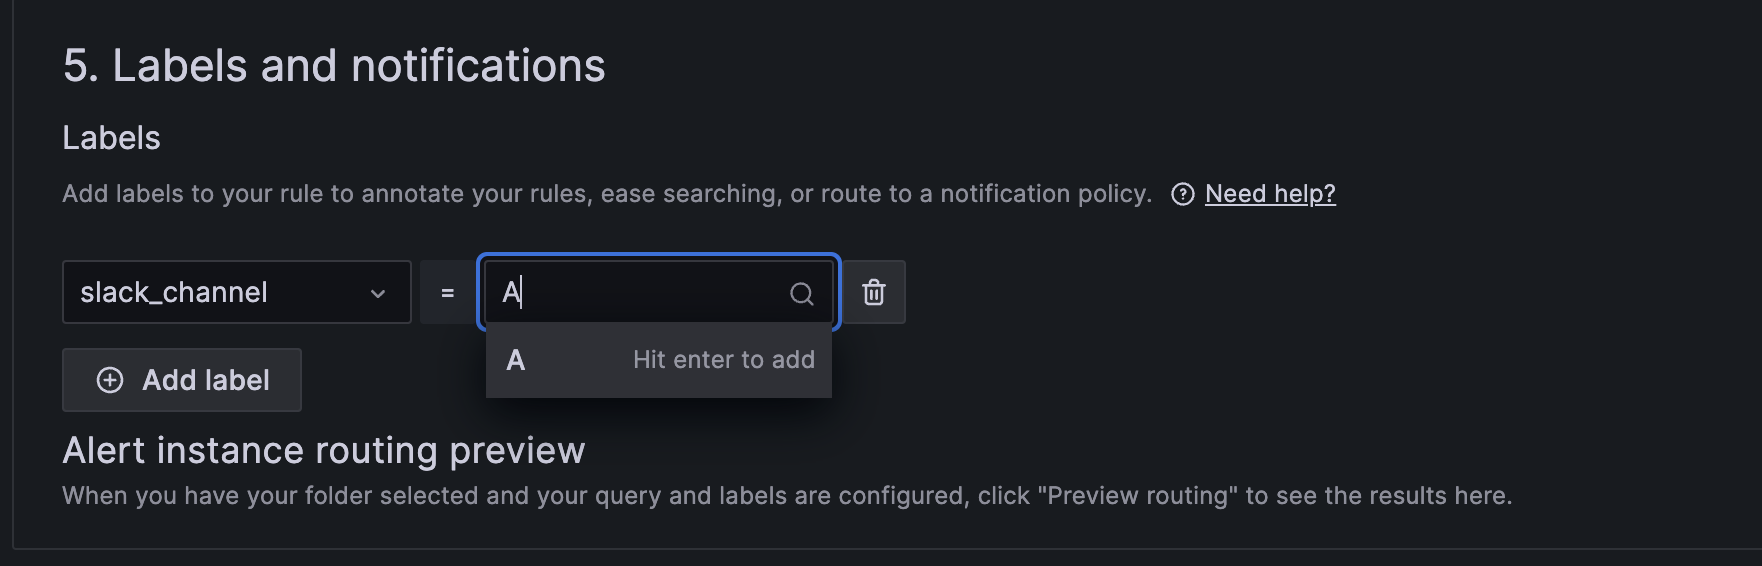 5. Labels and notifications
Labels
Add labels to your rule to annotate your rules, ease searching, or route to a notification policy. Need help?
slack_channel = A
A Hit enter to add
Add label
Alert instance routing preview
When you have your folder selected and your query and labels are configured, click "Preview routing" to see the results here.